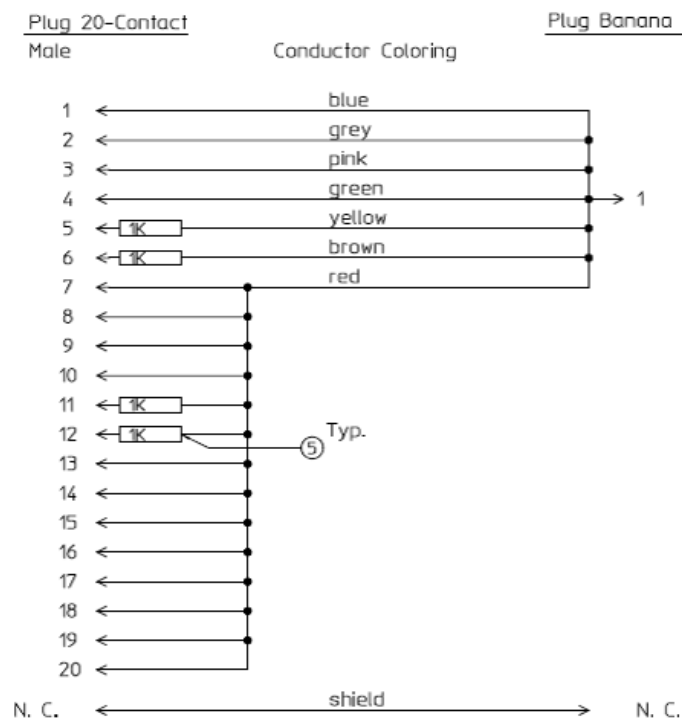 Plug 20-Contact Plug Banana
Male Conductor Coloring
1 blue
2 grey
3 pink
4 green 1
5 1K yellow
6 1K brown
7 red
8
9
10
11 1K
12 1K 5 Typ.
13
14
15
16
17
18
19
20
N. C. shield N. C.